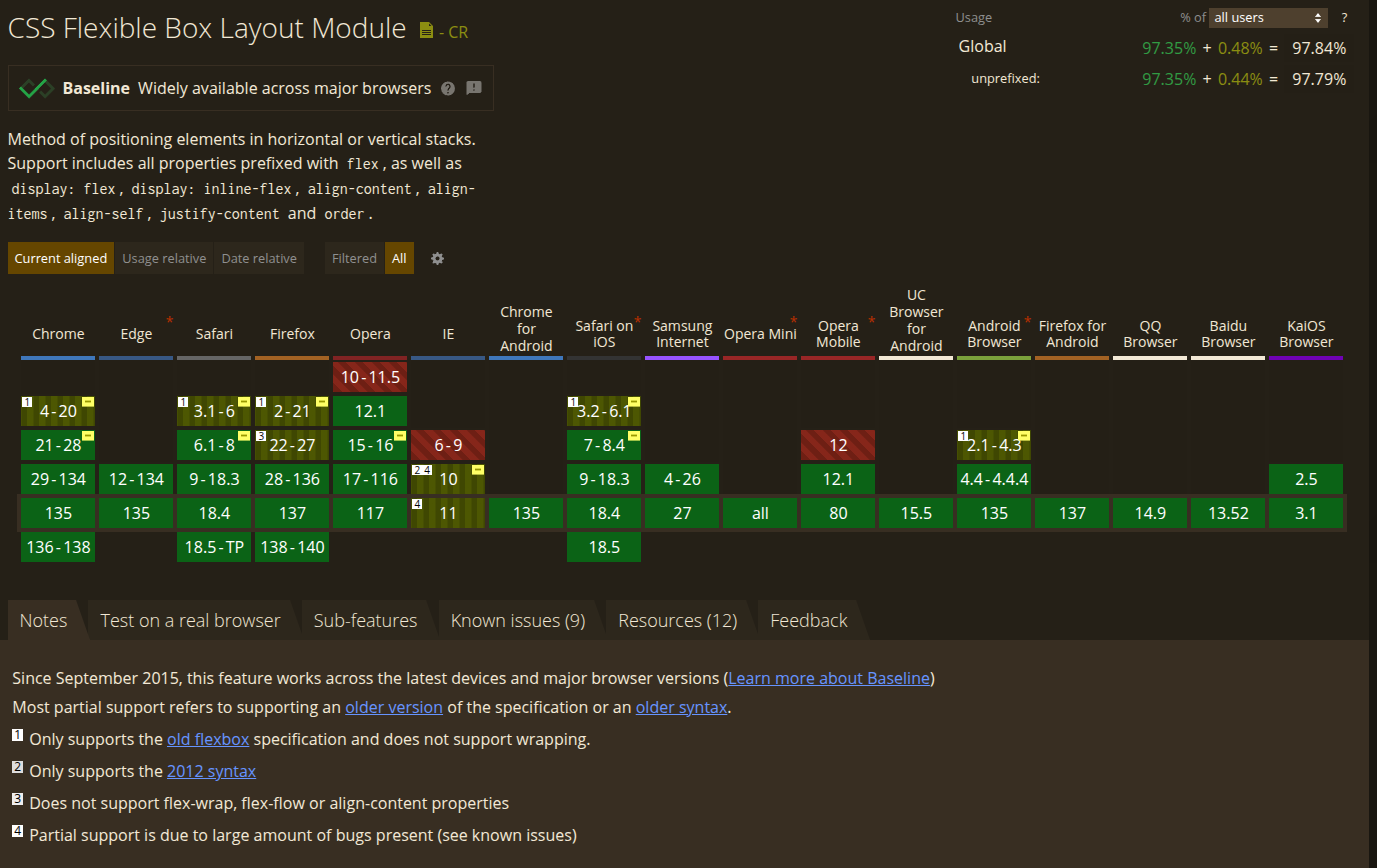 CSS Flexible Box Layout Module - CR
Usage % of all users ?
Global 97.35% + 0.48% = 97.84%
unprefixed: 97.35% + 0.44% = 97.79%
Baseline Widely available across major browsers
Method of positioning elements in horizontal or vertical stacks.
Support includes all properties prefixed with flex, as well as
display: flex, display: inline-flex, align-content, align-
items, align-self, justify-content and order.
Current aligned Usage relative Date relative Filtered All
Chrome Edge * Safari Firefox Opera IE Chrome for Android Safari on iOS * Samsung Internet Opera Mini * Opera Mobile * UC Browser for Android Android Browser * Firefox for Android QQ Browser Baidu Browser KaiOS Browser
10-11.5
1 4-20 1 3.1-6 1 2-21 12.1 1 3.2-6.1
21-28 6.1-8 3 22-27 15-16 6-9 7-8.4 12 1 2.1-4.3
29-134 12-134 9-18.3 28-136 17-116 2 4 10 9-18.3 4-26 12.1 4.4-4.4.4 2.5
135 135 18.4 137 117 4 11 135 18.4 27 all 80 15.5 135 137 14.9 13.52 3.1
136-138 18.5-TP 138-140 18.5
Notes Test on a real browser Sub-features Known issues (9) Resources (12) Feedback
Since September 2015, this feature works across the latest devices and major browser versions (Learn more about Baseline)
Most partial support refers to supporting an older version of the specification or an older syntax.
1 Only supports the old flexbox specification and does not support wrapping.
2 Only supports the 2012 syntax
3 Does not support flex-wrap, flex-flow or align-content properties
4 Partial support is due to large amount of bugs present (see known issues)